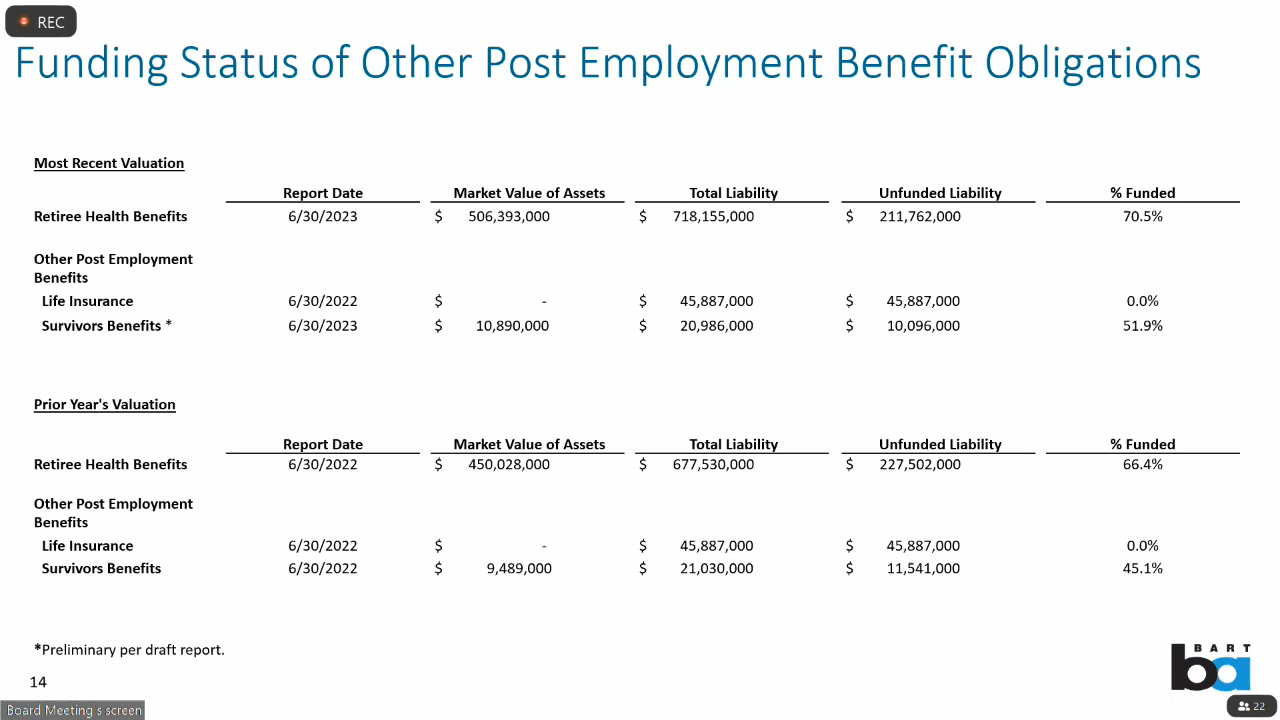 REC
Funding Status of Other Post Employment Benefit Obligations
Most Recent Valuation
Report Date Market Value of Assets Total Liability Unfunded Liability % Funded
Retiree Health Benefits 6/30/2023 $ 506,393,000 $ 718,155,000 $ 211,762,000 70.5%
Other Post Employment
Benefits
Life Insurance 6/30/2022 $ - $ 45,887,000 $ 45,887,000 0.0%
Survivors Benefits * 6/30/2023 $ 10,890,000 $ 20,986,000 $ 10,096,000 51.9%
Prior Year's Valuation
Report Date Market Value of Assets Total Liability Unfunded Liability % Funded
Retiree Health Benefits 6/30/2022 $ 450,028,000 $ 677,530,000 $ 227,502,000 66.4%
Other Post Employment
Benefits
Life Insurance 6/30/2022 $ - $ 45,887,000 $ 45,887,000 0.0%
Survivors Benefits 6/30/2022 $ 9,489,000 $ 21,030,000 $ 11,541,000 45.1%
*Preliminary per draft report.
BART
ba
14
Board Meeting s screen
22